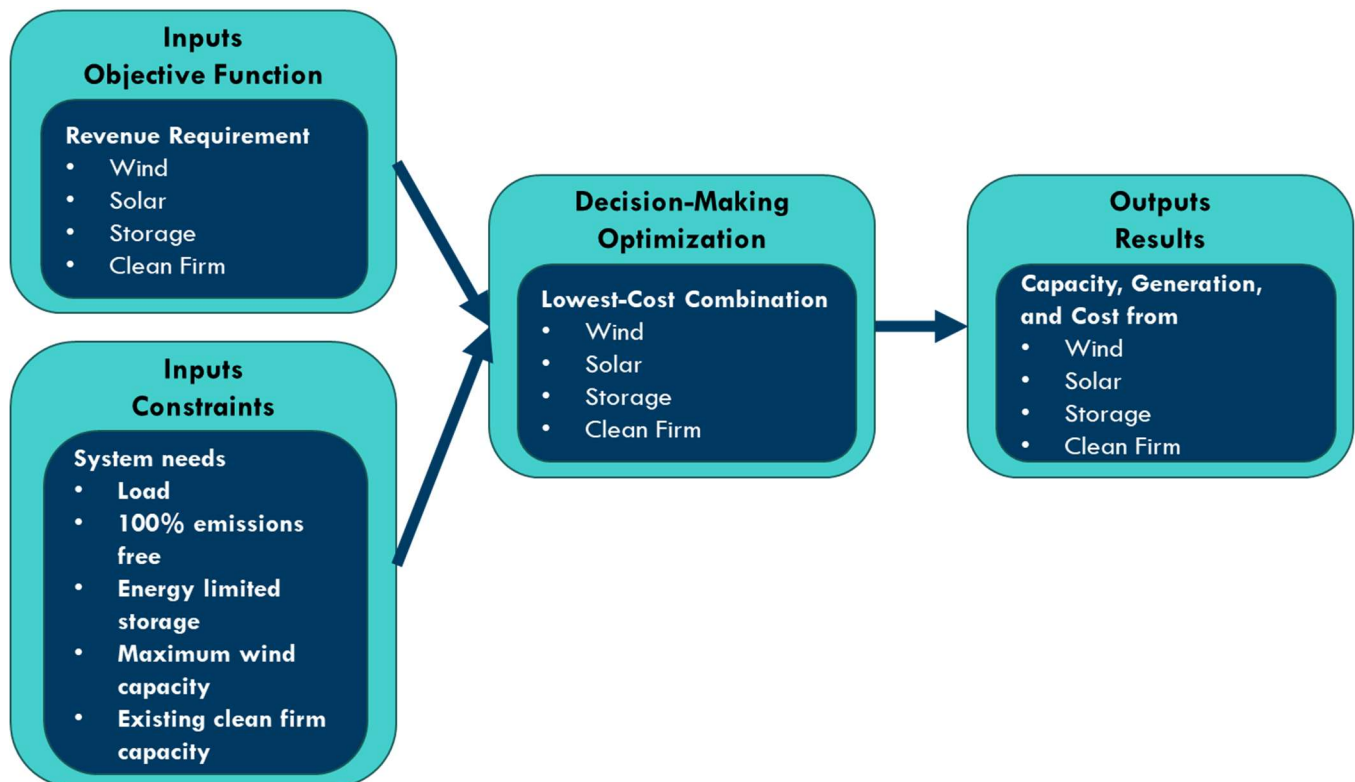 Inputs
Objective Function
Revenue Requirement
• Wind
• Solar
• Storage
• Clean Firm
Inputs
Constraints
System needs
• Load
• 100% emissions
free
• Energy limited
storage
• Maximum wind
capacity
• Existing clean firm
capacity
Decision-Making
Optimization
Lowest-Cost Combination
• Wind
• Solar
• Storage
• Clean Firm
Outputs
Results
Capacity, Generation,
and Cost from
• Wind
• Solar
• Storage
• Clean Firm